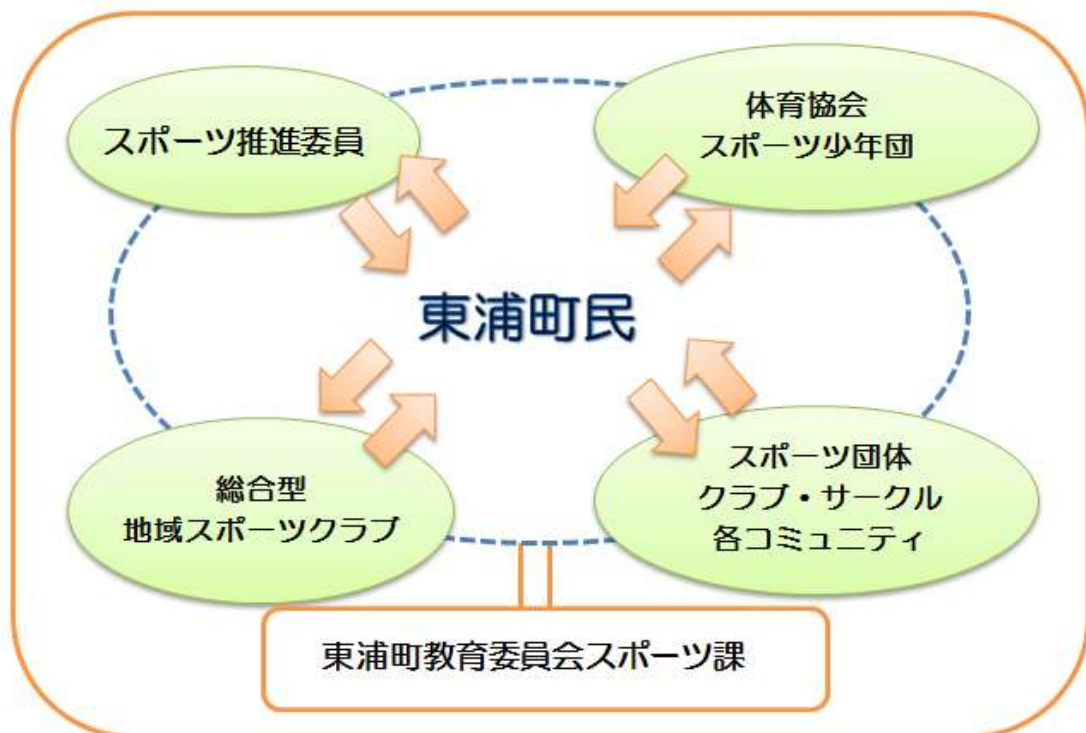 スポーツ推進委員
体育協会
スポーツ少年団
東浦町民
総合型
地域スポーツクラブ
スポーツ団体
クラブ・サークル
各コミュニティ
東浦町教育委員会スポーツ課